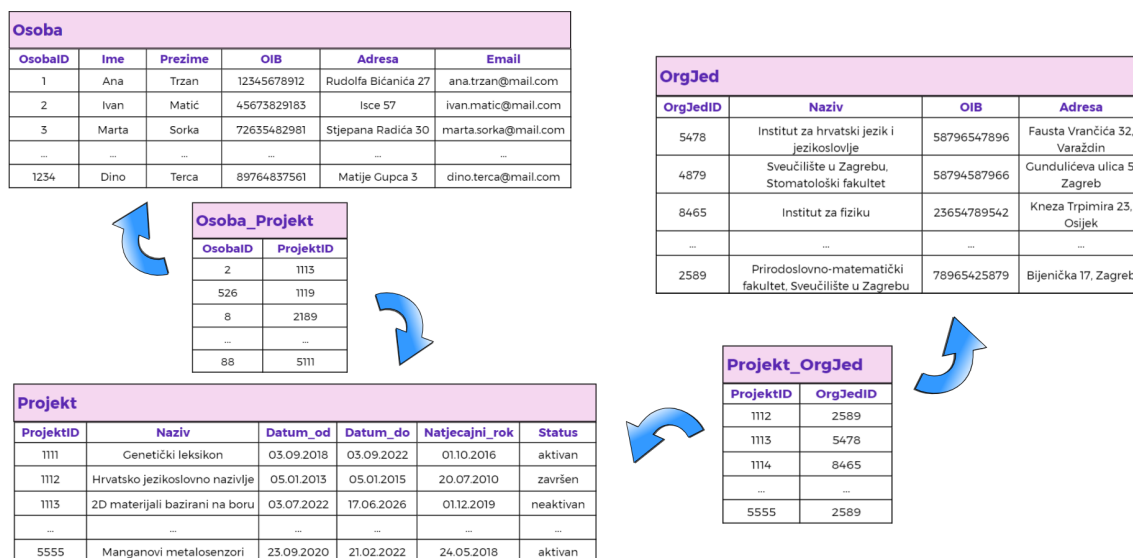 Osoba
OsobaID Ime Prezime OIB Adresa Email
1 Ana Trzan 12345678912 Rudolfa Bićanića 27 ana.trzan@mail.com
2 Ivan Matić 45673829183 Isce 57 ivan.matic@mail.com
3 Marta Sorka 72635482981 Stjepana Radića 30 marta.sorka@mail.com
... ... ... ... ... ...
1234 Dino Terca 89764837561 Matije Gupca 3 dino.terca@mail.com
Osoba_Projekt
OsobaID ProjektID
2 1113
526 1119
8 2189
... ...
88 5111
Projekt
ProjektID Naziv Datum_od Datum_do Natjecajni_rok Status
1111 Genetički leksikon 03.09.2018 03.09.2022 01.10.2016 aktivan
1112 Hrvatsko jezikoslovno nazivlje 05.01.2013 05.01.2015 20.07.2010 završen
1113 2D materijali bazirani na boru 03.07.2022 17.06.2026 01.12.2019 neaktivan
... ... ... ... ... ...
5555 Manganovi metalosenzori 23.09.2020 21.02.2022 24.05.2018 aktivan
OrgJed
OrgJedID Naziv OIB Adresa
5478 Institut za hrvatski jezik i
jezikoslovlje 58796547896 Fausta Vrančića 32,
Varaždin
4879 Sveučilište u Zagrebu,
Stomatološki fakultet 58794587966 Gundulićeva ulica 5
Zagreb
8465 Institut za fiziku 23654789542 Kneza Trpimira 23,
Osijek
... ... ... ...
2589 Prirodoslovno-matematički
fakultet, Sveučilište u Zagrebu 78965425879 Bijenička 17, Zagreb
Projekt_OrgJed
ProjektID OrgJedID
1112 2589
1113 5478
1114 8465
... ...
5555 2589